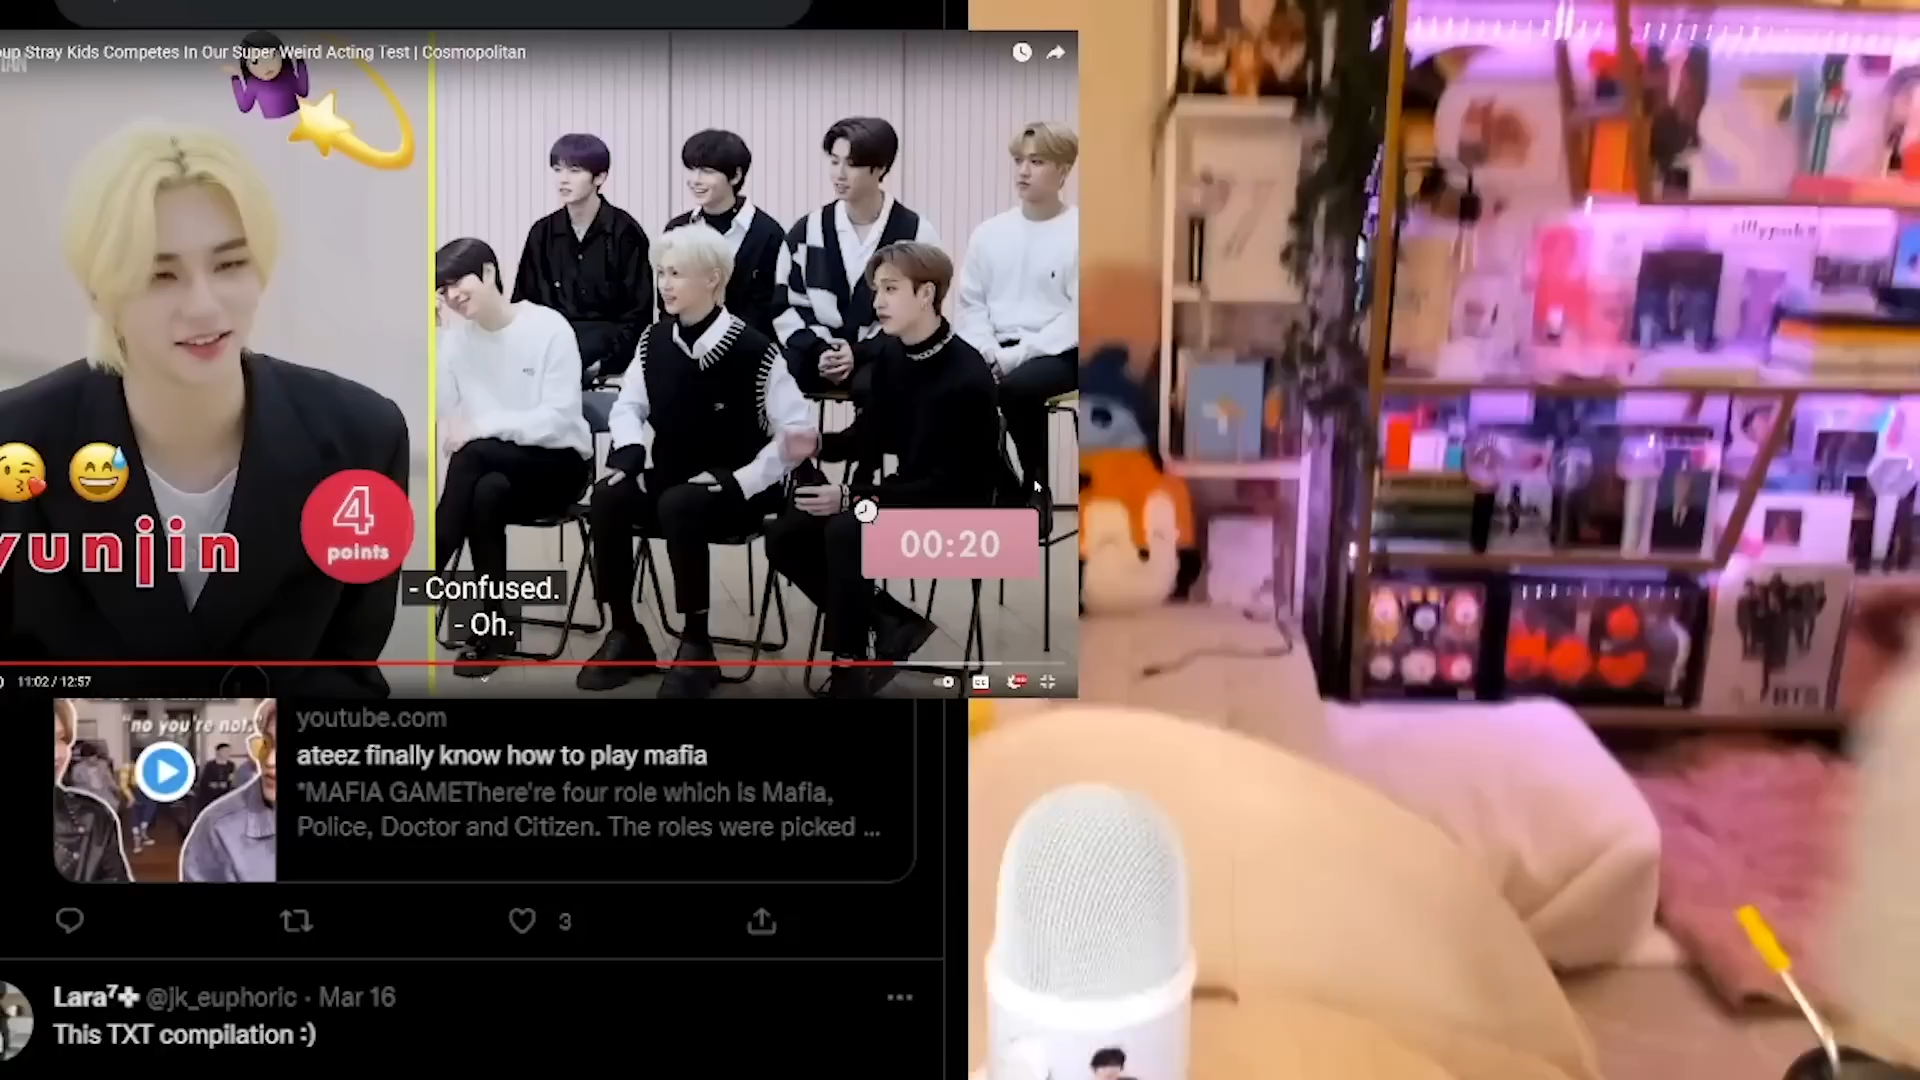 oup Stray Kids Competes In Our Super Weird Acting Test | Cosmopolitan
yunjin
4
points
00:20
- Confused.
- Oh.
11:02 / 12:57
"no you're not."
youtube.com
ateez finally know how to play mafia
*MAFIA GAMEThere're four role which is Mafia,
Police, Doctor and Citizen. The roles were picked ...
3
Lara⁷ @jk_euphoric · Mar 16
This TXT compilation :)
BTS